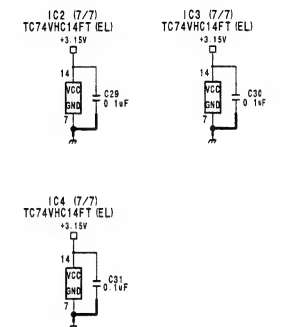 IC2 (7/7)
TC74VHC14FT(EL)
+3.15V
14
VCC
GND
7
C29
0.1uF
IC3 (7/7)
TC74VHC14FT(EL)
+3.15V
14
VCC
GND
7
C30
0.1uF
IC4 (7/7)
TC74VHC14FT(EL)
+3.15V
14
VCC
GND
7
C31
0.1uF